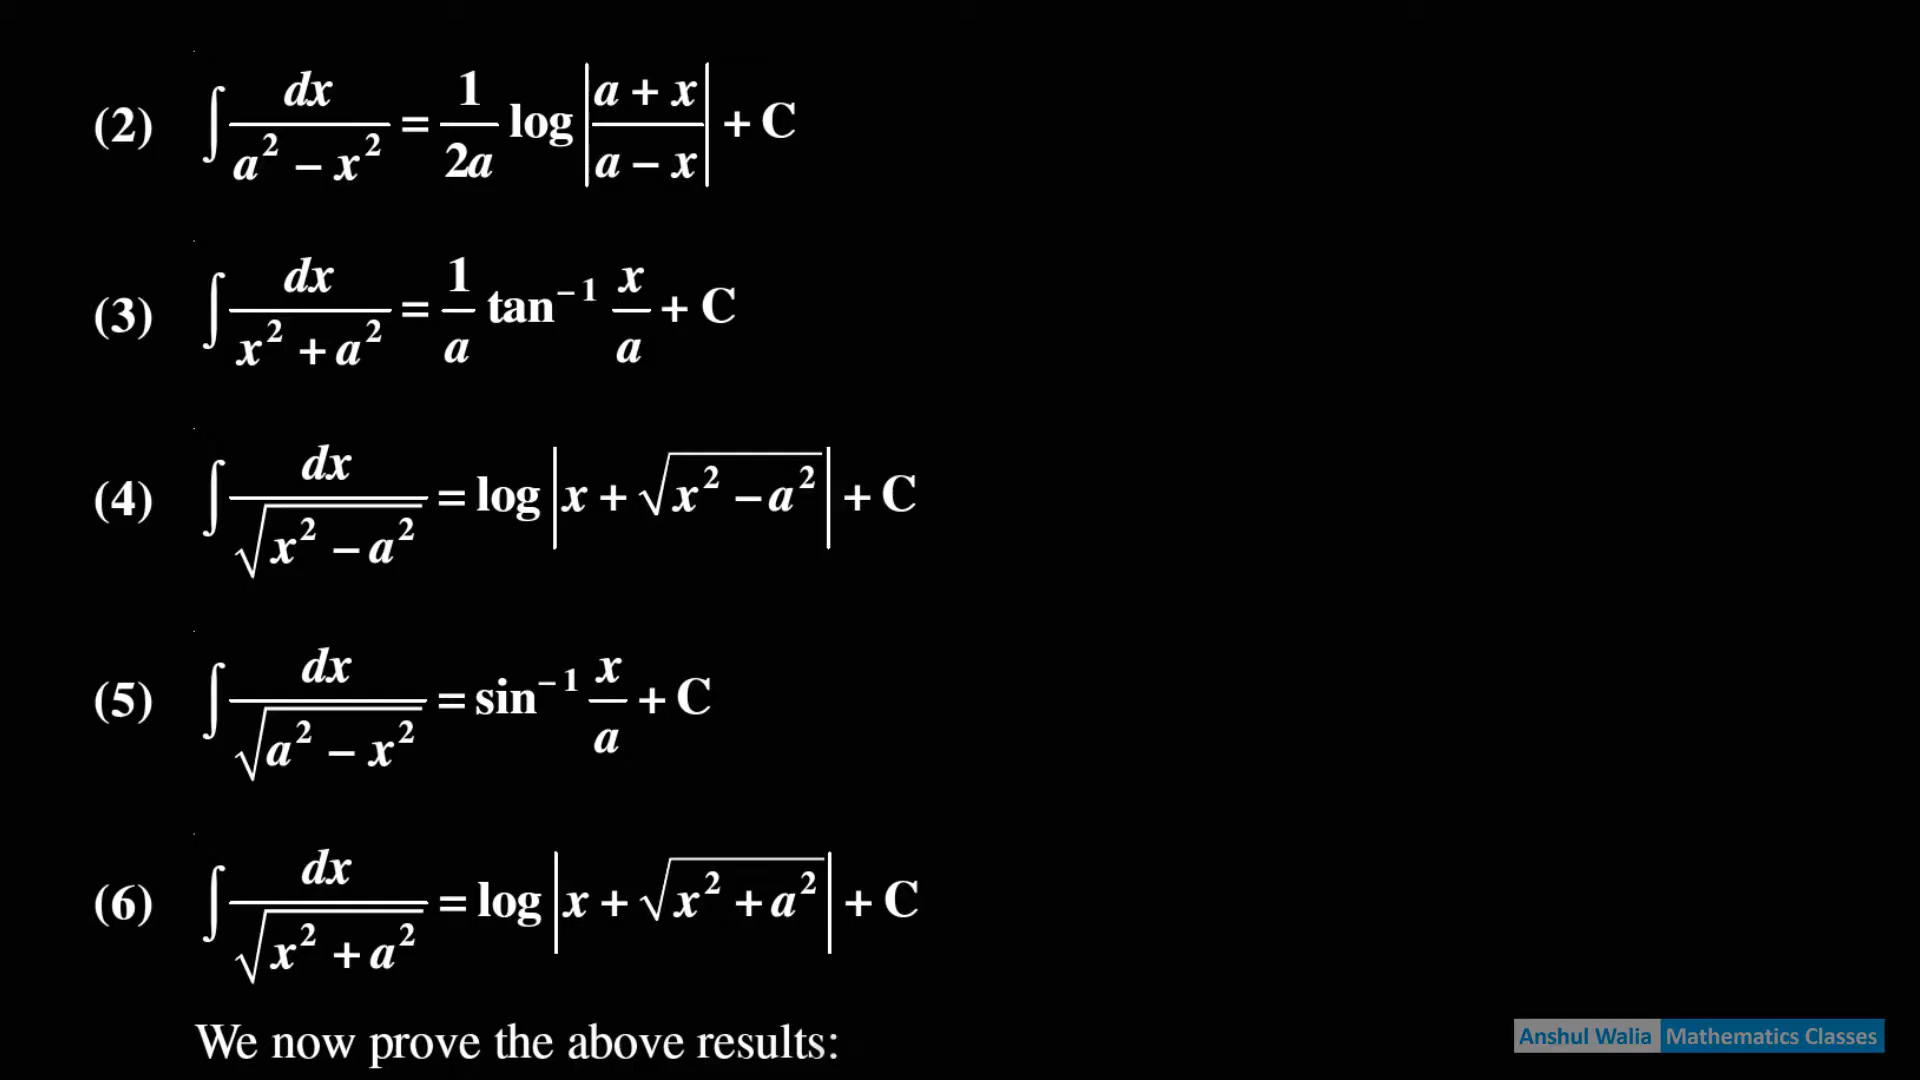 (2) ∫ dx/(a² − x²) = 1/(2a) log |(a + x)/(a − x)| + C
(3) ∫ dx/(x² + a²) = 1/a tan⁻¹ x/a + C
(4) ∫ dx/√(x² − a²) = log |x + √(x² − a²)| + C
(5) ∫ dx/√(a² − x²) = sin⁻¹ x/a + C
(6) ∫ dx/√(x² + a²) = log |x + √(x² + a²)| + C
We now prove the above results:
Anshul Walia Mathematics Classes